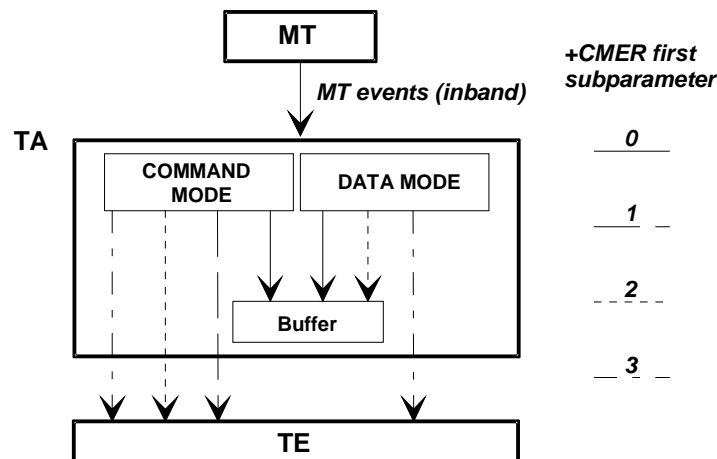 MT
+CMER first
subparameter
MT events (inband)
TA
0
COMMAND
MODE
DATA MODE
1
2
Buffer
3
TE